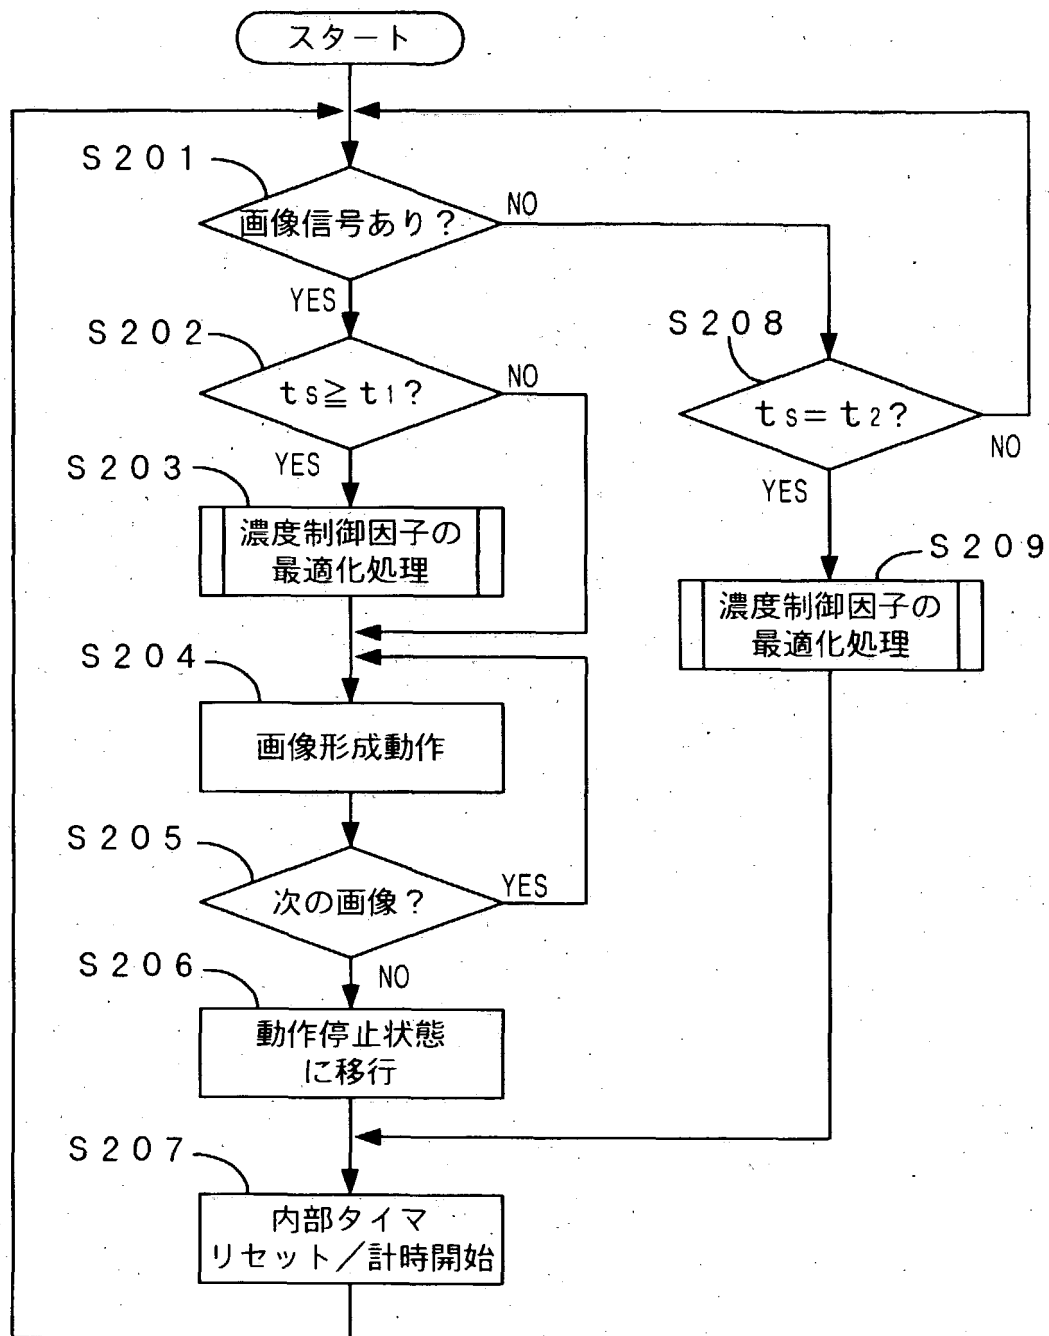 スタート
S201
画像信号あり?
NO
YES
S202
tS≧t1?
NO
YES
S203
濃度制御因子の
最適化処理
S204
画像形成動作
S205
次の画像?
YES
NO
S206
動作停止状態
に移行
S207
内部タイマ
リセット/計時開始
S208
tS=t2?
NO
YES
S209
濃度制御因子の
最適化処理